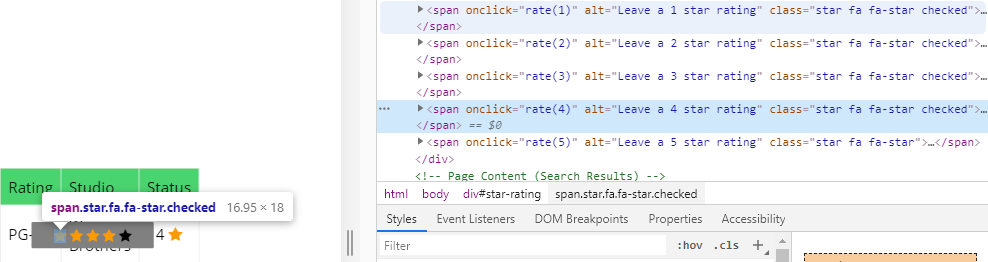 <span onclick="rate(1)" alt="Leave a 1 star rating" class="star fa fa-star checked">…
</span>
<span onclick="rate(2)" alt="Leave a 2 star rating" class="star fa fa-star checked">…
</span>
<span onclick="rate(3)" alt="Leave a 3 star rating" class="star fa fa-star checked">…
</span>
<span onclick="rate(4)" alt="Leave a 4 star rating" class="star fa fa-star checked">…
</span> == $0
<span onclick="rate(5)" alt="Leave a 5 star rating" class="star fa fa-star">…</span>
</div>
<!-- Page Content (Search Results) -->
html body div#star-rating span.star.fa.fa-star.checked
Styles Event Listeners DOM Breakpoints Properties Accessibility
Filter :hov .cls +
Rating Studio Status
span.star.fa.fa-star.checked 16.95 × 18
PG- 4
Brothers